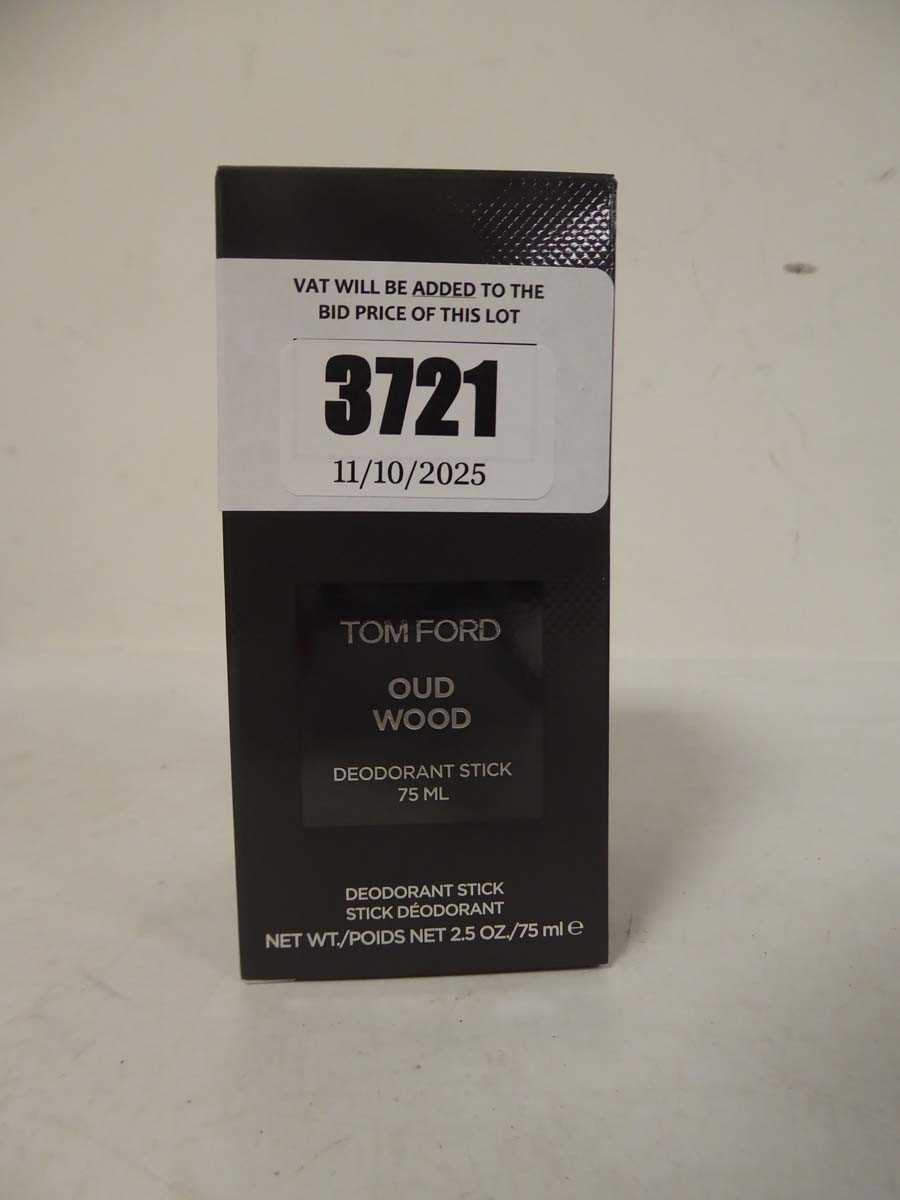 VAT WILL BE ADDED TO THE
BID PRICE OF THIS LOT
3721
11/10/2025
TOM FORD
OUD
WOOD
DEODORANT STICK
75 ML
DEODORANT STICK
STICK DÉODORANT
NET WT./POIDS NET 2.5 OZ./75 ml ℮